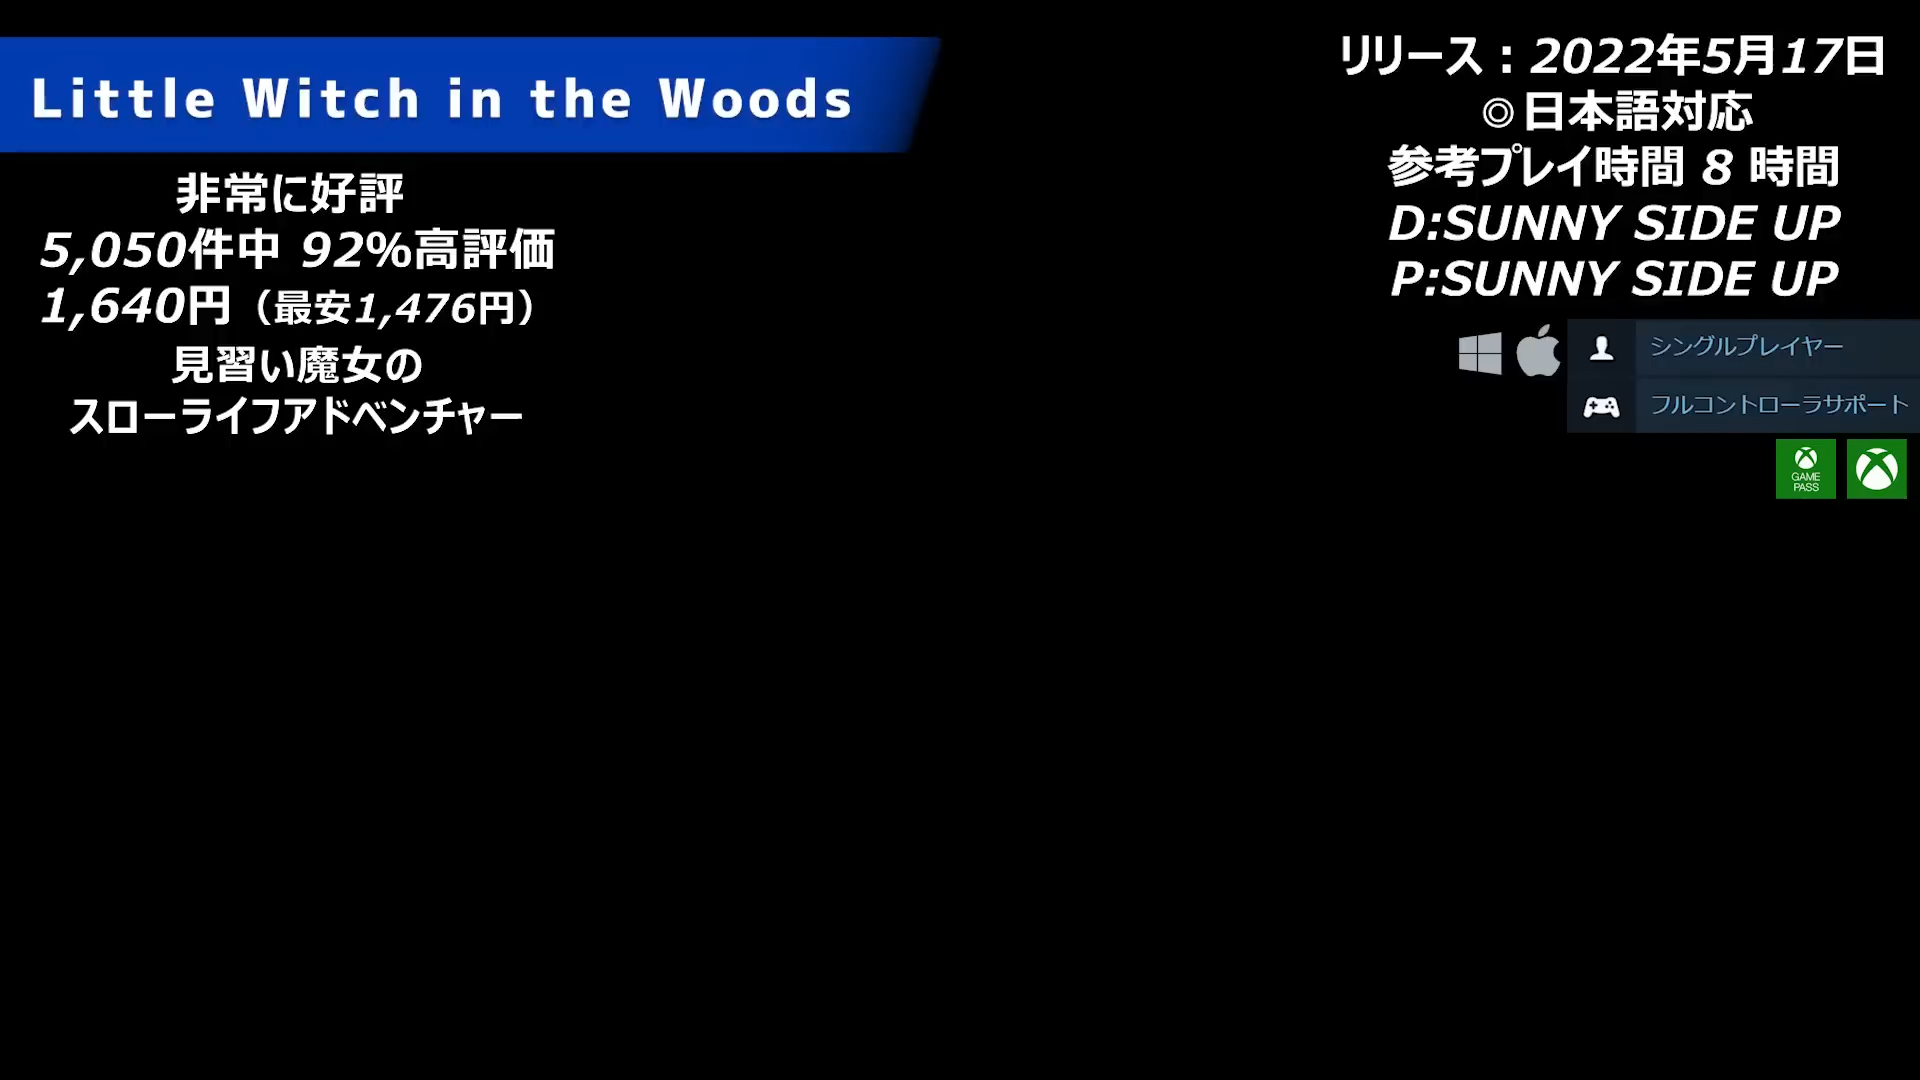 Little Witch in the Woods
非常に好評
5,050件中 92%高評価
1,640円（最安1,476円）
見習い魔女の
スローライフアドベンチャー
リリース：2022年5月17日
◎日本語対応
参考プレイ時間 8 時間
D:SUNNY SIDE UP
P:SUNNY SIDE UP
シングルプレイヤー
フルコントローラサポート
GAME
PASS